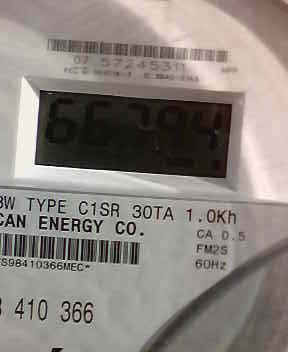 07 57245311
66794
3W TYPE C1SR 30TA 1.0Kh
CAN ENERGY CO.
CA 0.5
FM2S
60Hz
S98410366MEC*
410 366